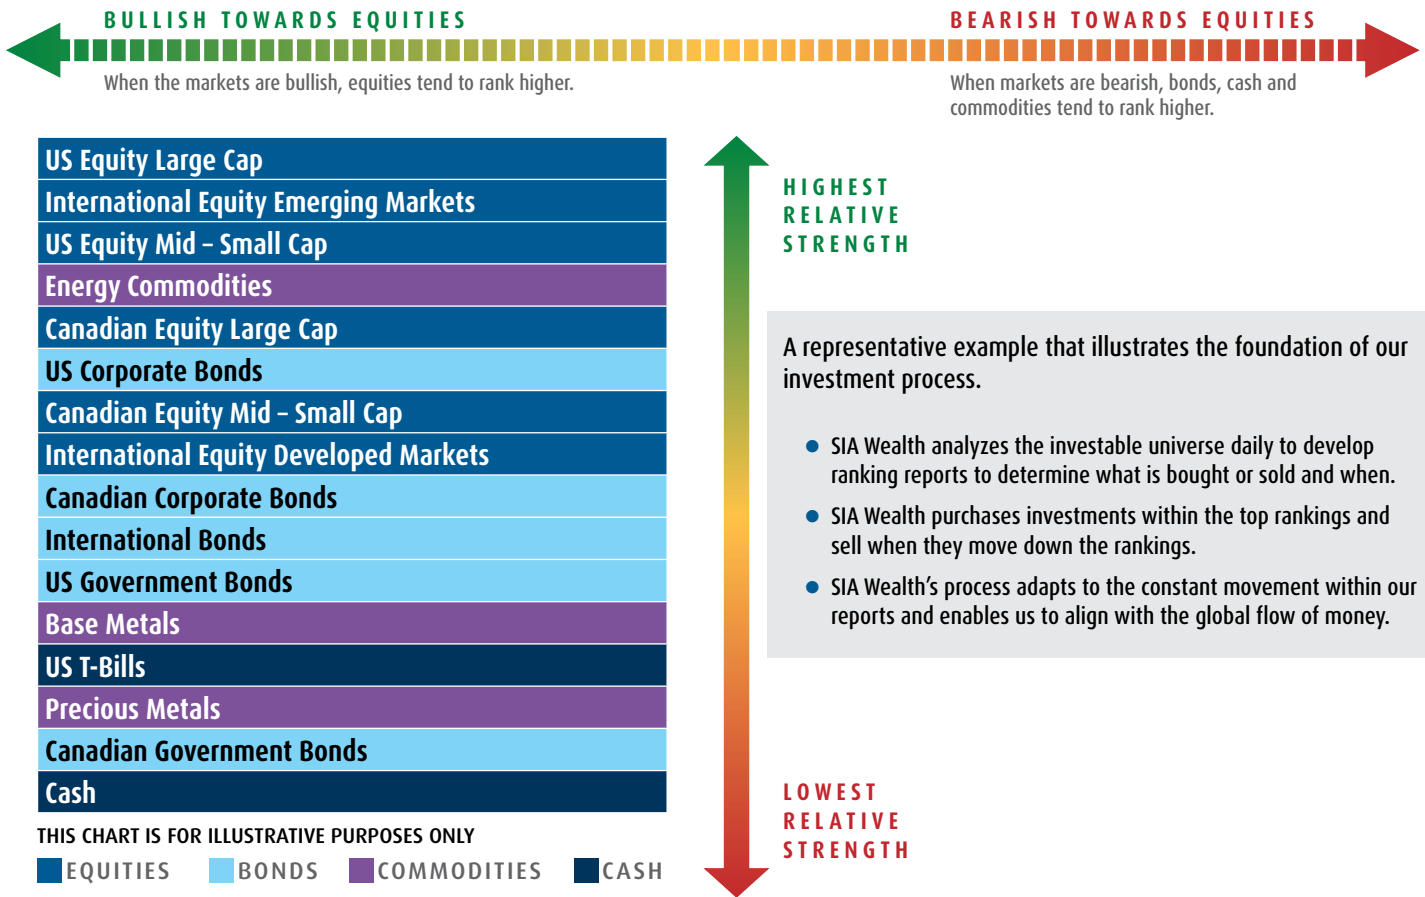 BULLISH TOWARDS EQUITIES
When the markets are bullish, equities tend to rank higher.
BEARISH TOWARDS EQUITIES
When markets are bearish, bonds, cash and
commodities tend to rank higher.
US Equity Large Cap
International Equity Emerging Markets
US Equity Mid – Small Cap
Energy Commodities
Canadian Equity Large Cap
US Corporate Bonds
Canadian Equity Mid – Small Cap
International Equity Developed Markets
Canadian Corporate Bonds
International Bonds
US Government Bonds
Base Metals
US T-Bills
Precious Metals
Canadian Government Bonds
Cash
THIS CHART IS FOR ILLUSTRATIVE PURPOSES ONLY
EQUITIES BONDS COMMODITIES CASH
HIGHEST
RELATIVE
STRENGTH
A representative example that illustrates the foundation of our
investment process.
● SIA Wealth analyzes the investable universe daily to develop
ranking reports to determine what is bought or sold and when.
● SIA Wealth purchases investments within the top rankings and
sell when they move down the rankings.
● SIA Wealth's process adapts to the constant movement within our
reports and enables us to align with the global flow of money.
LOWEST
RELATIVE
STRENGTH